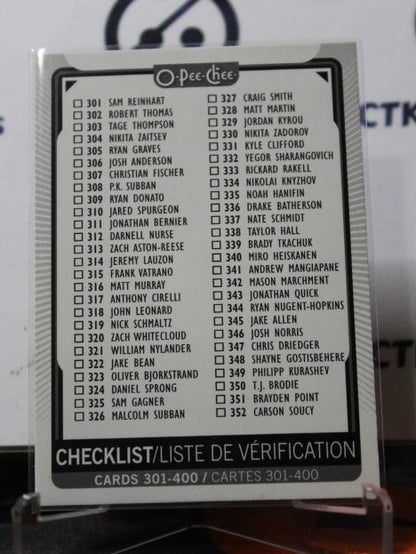 O-Pee-Chee
301 SAM REINHART
302 ROBERT THOMAS
303 TAGE THOMPSON
304 NIKITA ZAITSEV
305 RYAN GRAVES
306 JOSH ANDERSON
307 CHRISTIAN FISCHER
308 P.K. SUBBAN
309 RYAN DONATO
310 JARED SPURGEON
311 JONATHAN BERNIER
312 DARNELL NURSE
313 ZACH ASTON-REESE
314 JEREMY LAUZON
315 FRANK VATRANO
316 MATT MURRAY
317 ANTHONY CIRELLI
318 JOHN LEONARD
319 NICK SCHMALTZ
320 ZACH WHITECLOUD
321 WILLIAM NYLANDER
322 JAKE BEAN
323 OLIVER BJORKSTRAND
324 DANIEL SPRONG
325 SAM GAGNER
326 MALCOLM SUBBAN
327 CRAIG SMITH
328 MATT MARTIN
329 JORDAN KYROU
330 NIKITA ZADOROV
331 KYLE CLIFFORD
332 YEGOR SHARANGOVICH
333 RICKARD RAKELL
334 NIKOLAI KNYZHOV
335 NOAH HANIFIN
336 DRAKE BATHERSON
337 NATE SCHMIDT
338 TAYLOR HALL
339 BRADY TKACHUK
340 MIRO HEISKANEN
341 ANDREW MANGIAPANE
342 MASON MARCHMENT
343 JONATHAN QUICK
344 RYAN NUGENT-HOPKINS
345 JAKE ALLEN
346 JOSH NORRIS
347 CHRIS DRIEDGER
348 SHAYNE GOSTISBEHERE
349 PHILIPP KURASHEV
350 T.J. BRODIE
351 BRAYDEN POINT
352 CARSON SOUCY
CHECKLIST/LISTE DE VÉRIFICATION
CARDS 301-400 / CARTES 301-400